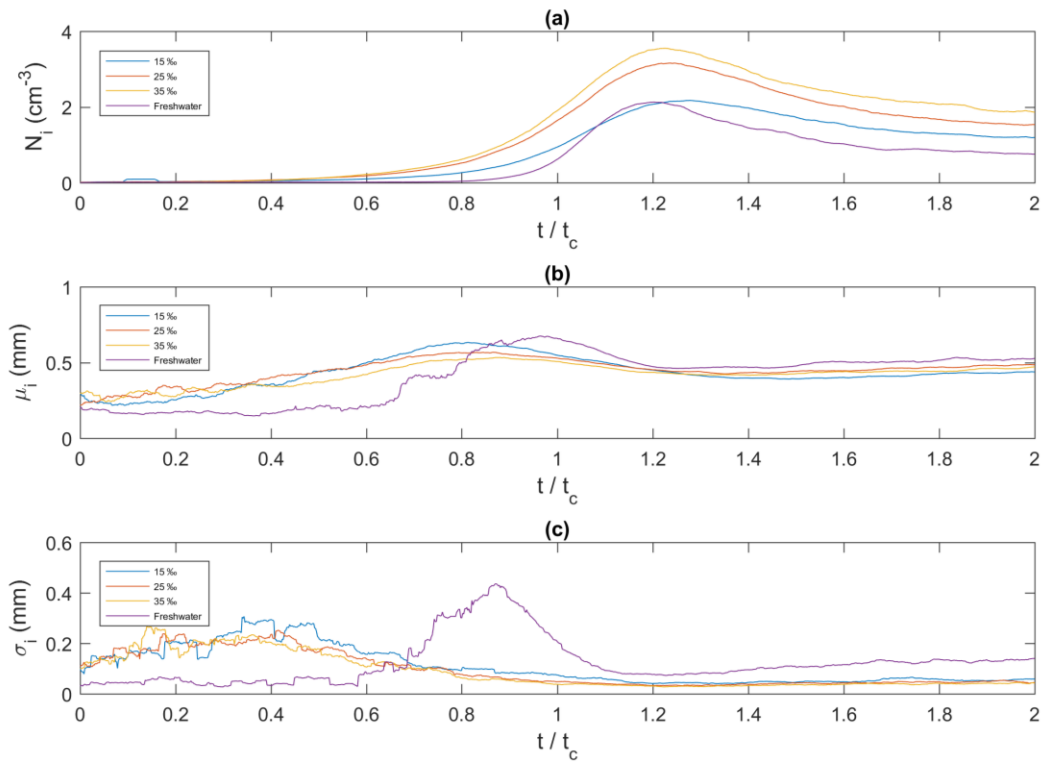 (a)
4
2
0
N_i (cm^-3)
15 ‰
25 ‰
35 ‰
Freshwater
0 0.2 0.4 0.6 0.8 1 1.2 1.4 1.6 1.8 2
t / t_c
(b)
1
0.5
0
μ_i (mm)
15 ‰
25 ‰
35 ‰
Freshwater
0 0.2 0.4 0.6 0.8 1 1.2 1.4 1.6 1.8 2
t / t_c
(c)
0.6
0.4
0.2
0
σ_i (mm)
15 ‰
25 ‰
35 ‰
Freshwater
0 0.2 0.4 0.6 0.8 1 1.2 1.4 1.6 1.8 2
t / t_c